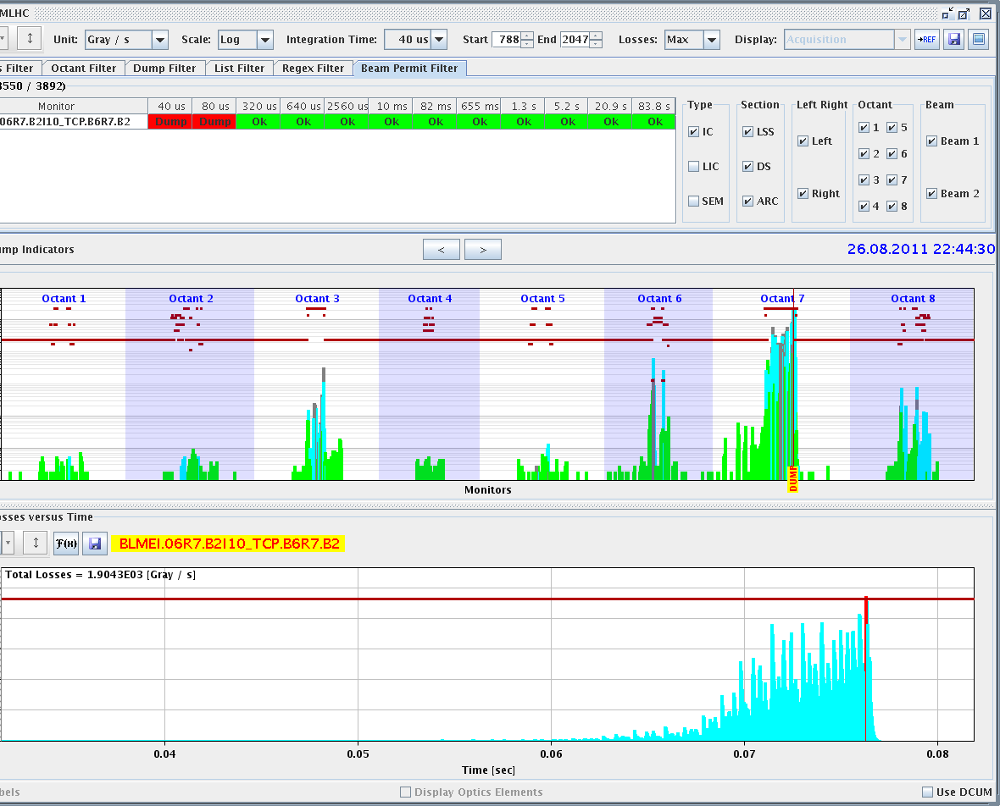 MLHC
Unit: Gray / s Scale: Log Integration Time: 40 us Start 788 End 2047 Losses: Max Display: Acquisition →REF
s Filter Octant Filter Dump Filter List Filter Regex Filter Beam Permit Filter
3550 / 3892)
Monitor 40 us 80 us 320 us 640 us 2560 us 10 ms 82 ms 655 ms 1.3 s 5.2 s 20.9 s 83.8 s
06R7.B2I10_TCP.B6R7.B2 Dump Dump Ok Ok Ok Ok Ok Ok Ok Ok Ok Ok
Type Section Left Right Octant Beam
IC LSS Left 1 5 Beam 1
LIC DS 2 6
SEM ARC Right 3 7 Beam 2
4 8
ump Indicators < > 26.08.2011 22:44:30
Octant 1 Octant 2 Octant 3 Octant 4 Octant 5 Octant 6 Octant 7 Octant 8
DUMP
Monitors
osses versus Time
F(x) BLMEI.06R7.B2I10_TCP.B6R7.B2
Total Losses = 1.9043E03 [Gray / s]
0.04 0.05 0.06 0.07 0.08
Time [sec]
bels Display Optics Elements Use DCUM